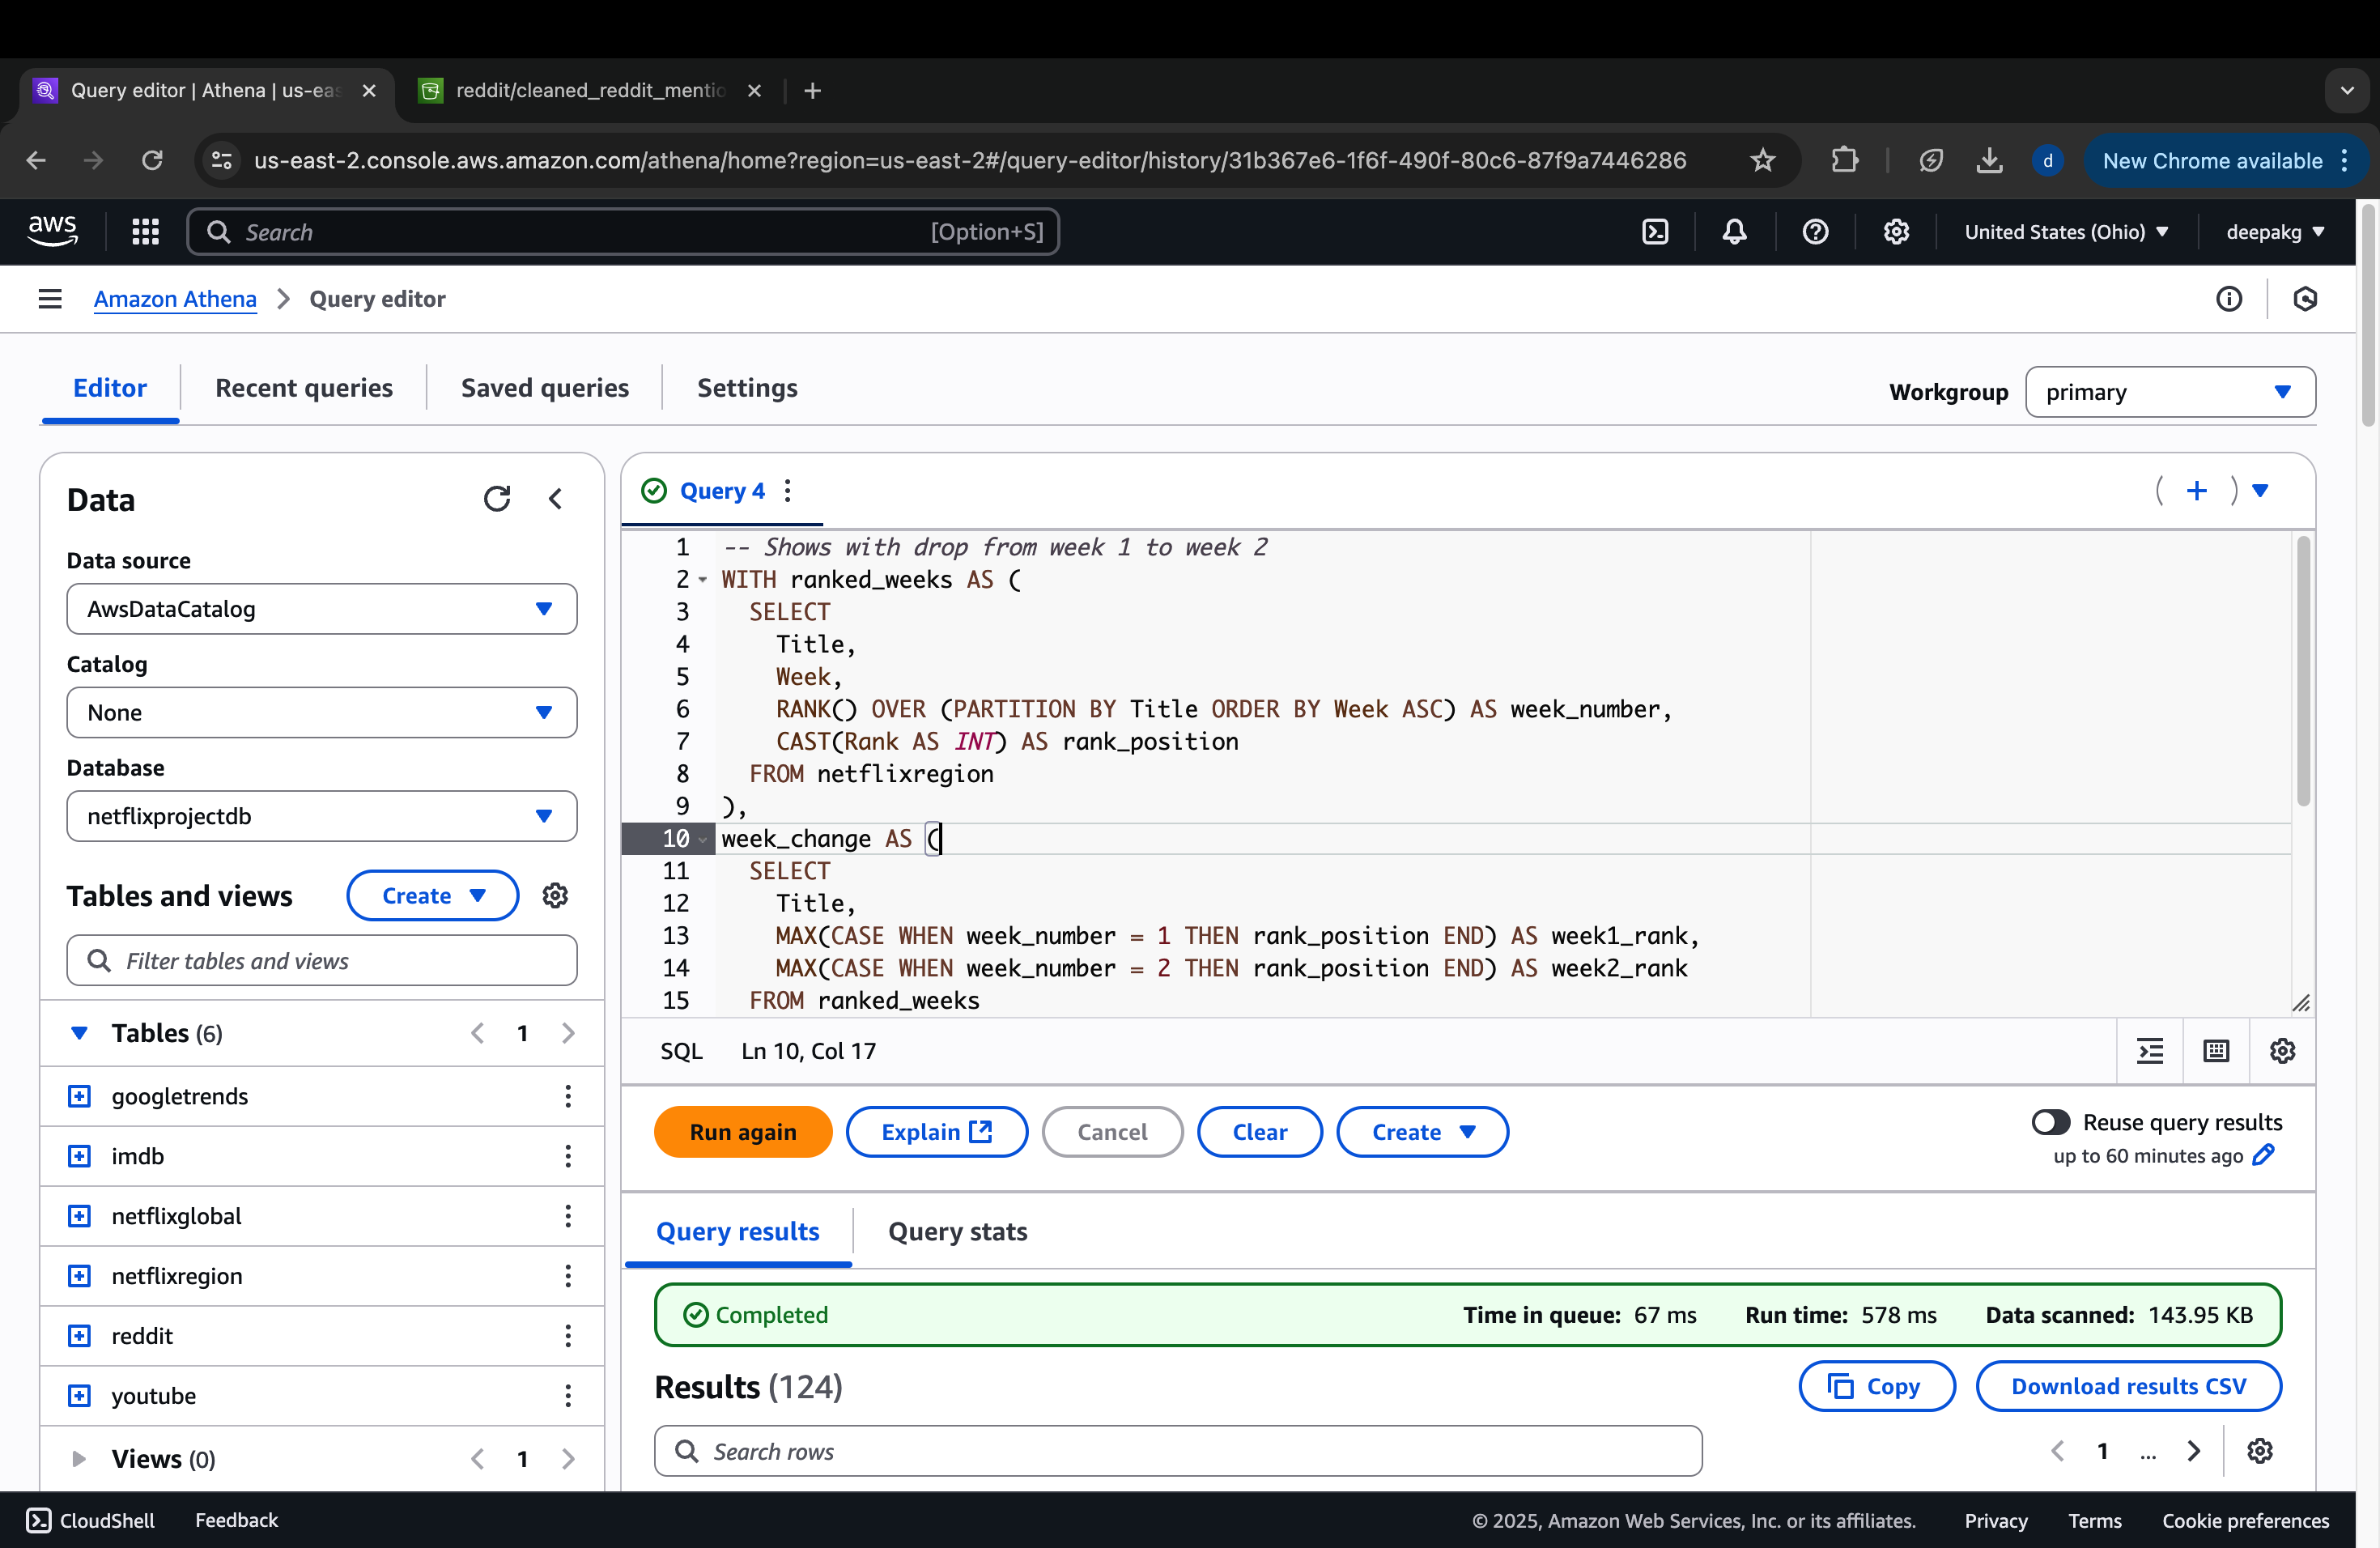 Query editor | Athena | us-eas
reddit/cleaned_reddit_mentio
us-east-2.console.aws.amazon.com/athena/home?region=us-east-2#/query-editor/history/31b367e6-1f6f-490f-80c6-87f9a7446286
d
New Chrome available
aws
Search
[Option+S]
United States (Ohio)
deepakg
Amazon Athena
Query editor
Editor
Recent queries
Saved queries
Settings
Workgroup
primary
Data
Data source
AwsDataCatalog
Catalog
None
Database
netflixprojectdb
Tables and views
Create
Filter tables and views
Tables (6)
1
googletrends
imdb
netflixglobal
netflixregion
reddit
youtube
Views (0)
1
Query 4
1 -- Shows with drop from week 1 to week 2
2 WITH ranked_weeks AS (
3 SELECT
4 Title,
5 Week,
6 RANK() OVER (PARTITION BY Title ORDER BY Week ASC) AS week_number,
7 CAST(Rank AS INT) AS rank_position
8 FROM netflixregion
9 ),
10 week_change AS (
11 SELECT
12 Title,
13 MAX(CASE WHEN week_number = 1 THEN rank_position END) AS week1_rank,
14 MAX(CASE WHEN week_number = 2 THEN rank_position END) AS week2_rank
15 FROM ranked_weeks
SQL
Ln 10, Col 17
Run again
Explain
Cancel
Clear
Create
Reuse query results
up to 60 minutes ago
Query results
Query stats
Completed
Time in queue: 67 ms
Run time: 578 ms
Data scanned: 143.95 KB
Results (124)
Copy
Download results CSV
Search rows
1
...
CloudShell
Feedback
© 2025, Amazon Web Services, Inc. or its affiliates.
Privacy
Terms
Cookie preferences